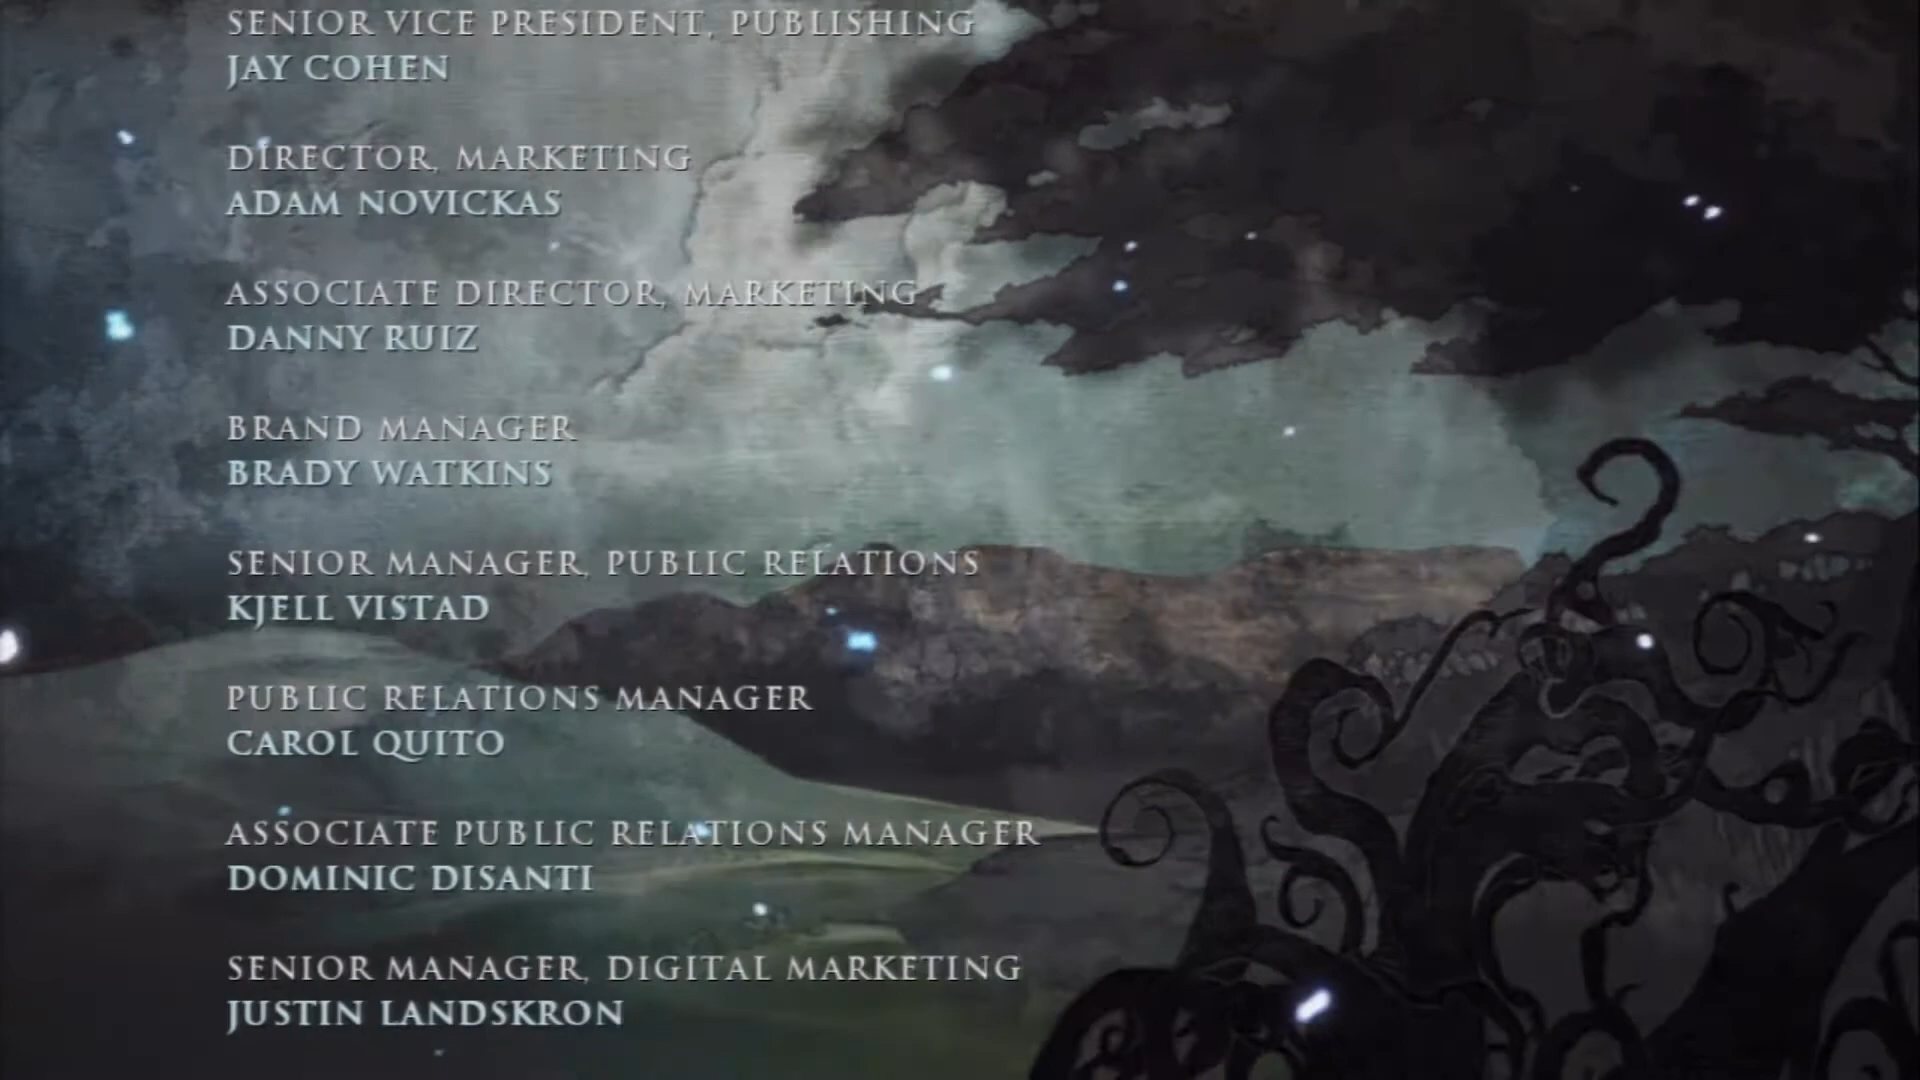 SENIOR VICE PRESIDENT, PUBLISHING
JAY COHEN
DIRECTOR, MARKETING
ADAM NOVICKAS
ASSOCIATE DIRECTOR, MARKETING
DANNY RUIZ
BRAND MANAGER
BRADY WATKINS
SENIOR MANAGER, PUBLIC RELATIONS
KJELL VISTAD
PUBLIC RELATIONS MANAGER
CAROL QUITO
ASSOCIATE PUBLIC RELATIONS MANAGER
DOMINIC DISANTI
SENIOR MANAGER, DIGITAL MARKETING
JUSTIN LANDSKRON